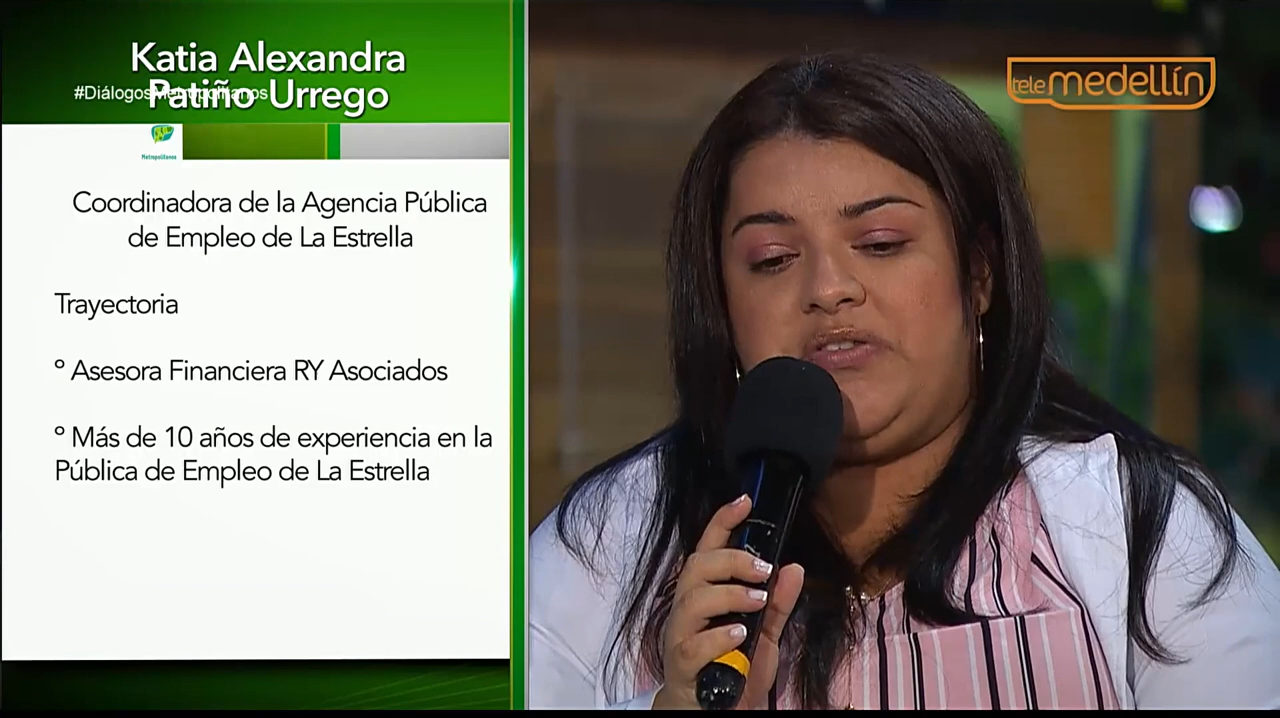 Katia Alexandra
Patiño Urrego
#DiálogosMetropolitanos
Metropolitanos
Coordinadora de la Agencia Pública
de Empleo de La Estrella
Trayectoria
º Asesora Financiera RY Asociados
º Más de 10 años de experiencia en la
Pública de Empleo de La Estrella
telemedellín